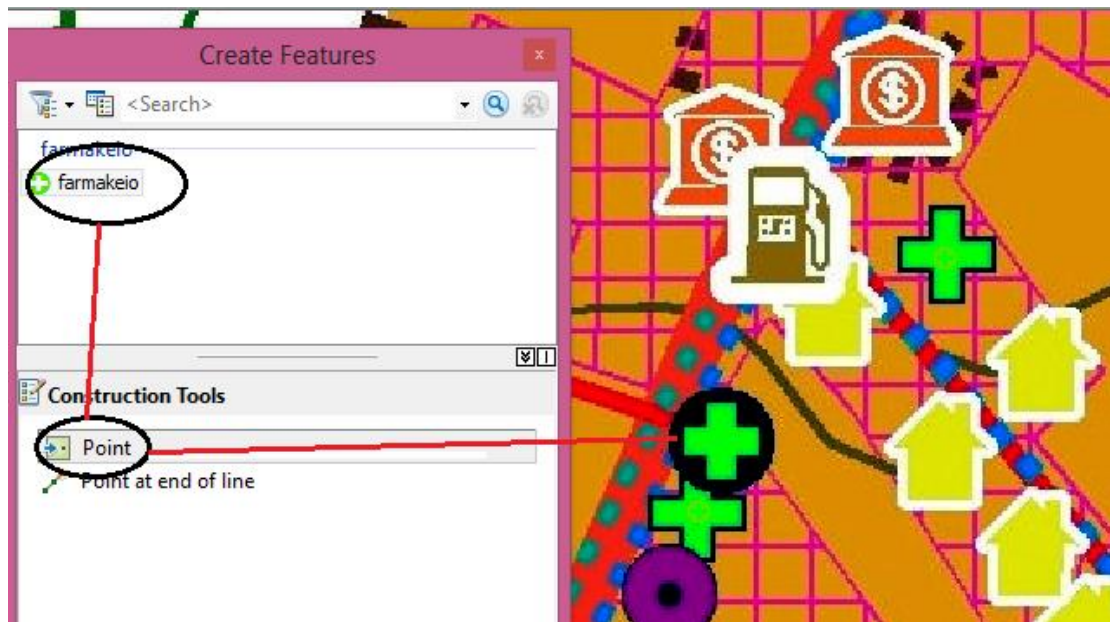 Create Features
x
<Search>
farmakeio
farmakeio
Construction Tools
Point
Point at end of line
$
$